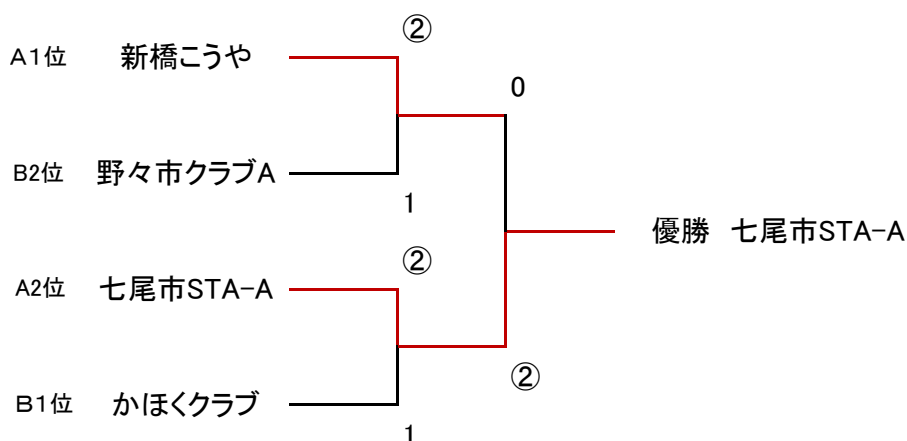 ②
A1位 新橋こうや
0
B2位 野々市クラブA
1
優勝 七尾市STA-A
②
A2位 七尾市STA-A
②
B1位 かほくクラブ
1